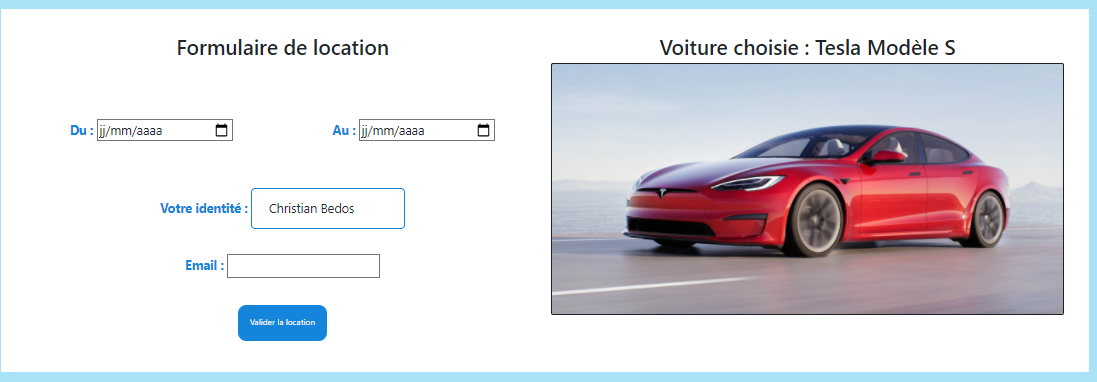 Formulaire de location
Du : jj/mm/aaaa
Au : jj/mm/aaaa
Votre identité : Christian Bedos
Email :
Valider la location
Voiture choisie : Tesla Modèle S